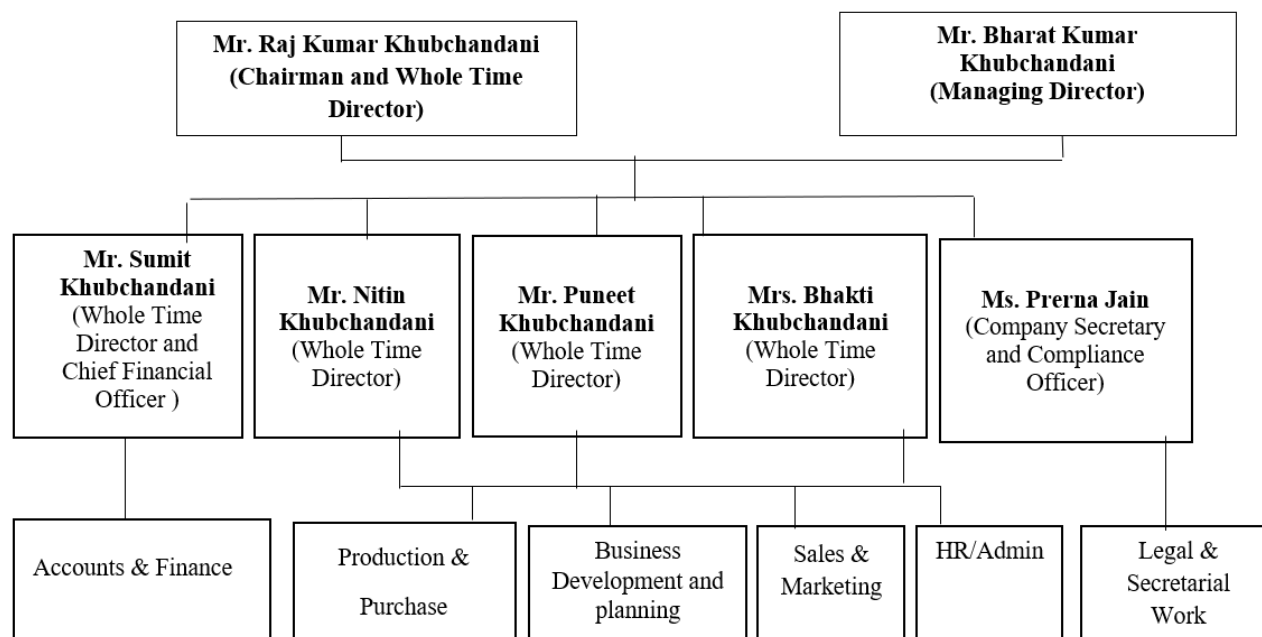 Mr. Raj Kumar Khubchandani
(Chairman and Whole Time
Director)
Mr. Bharat Kumar
Khubchandani
(Managing Director)
Mr. Sumit
Khubchandani
(Whole Time
Director and
Chief Financial
Officer )
Mr. Nitin
Khubchandani
(Whole Time
Director)
Mr. Puneet
Khubchandani
(Whole Time
Director)
Mrs. Bhakti
Khubchandani
(Whole Time
Director)
Ms. Prerna Jain
(Company Secretary
and Compliance
Officer)
Accounts & Finance
Production &
Purchase
Business
Development and
planning
Sales &
Marketing
HR/Admin
Legal &
Secretarial
Work